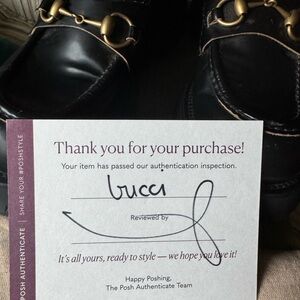 Thank you for your purchase!
Your item has passed our authentication inspection.
Gucci
Reviewed by
It's all yours, ready to style — we hope you love it!
Happy Poshing,
The Posh Authenticate Team
POSH AUTHENTICATE | SHARE YOUR #POSHSTYLE